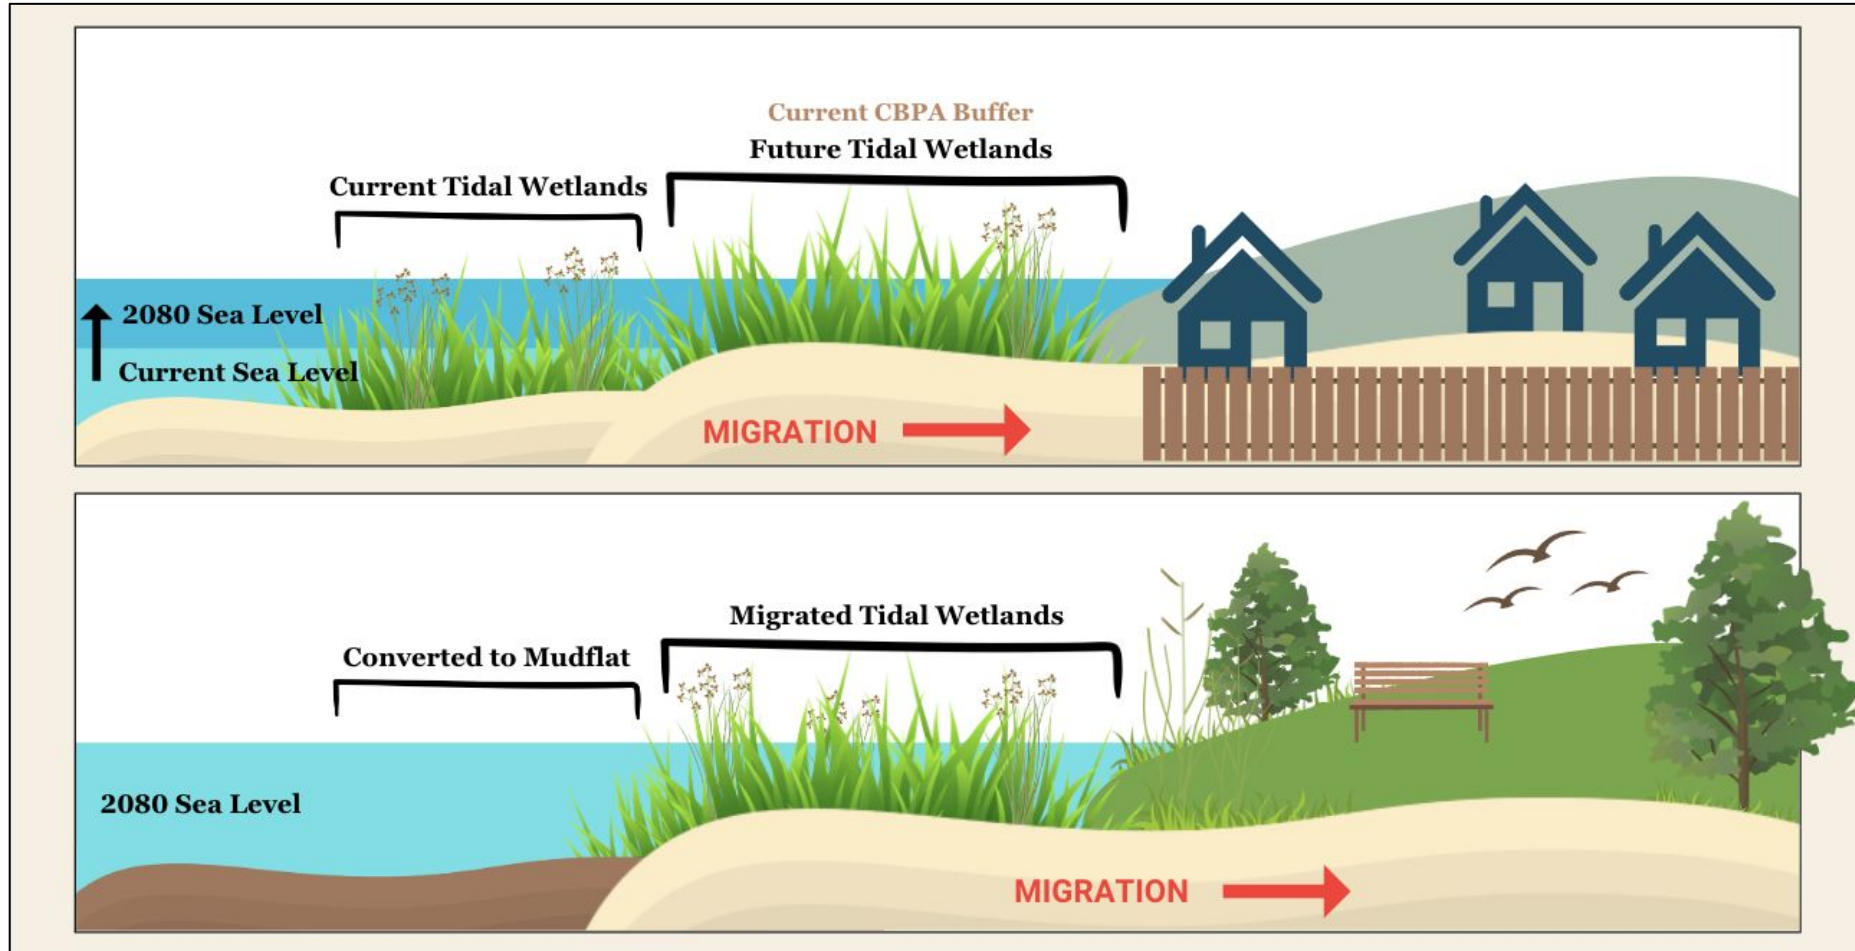 Current CBPA Buffer
Future Tidal Wetlands
Current Tidal Wetlands
2080 Sea Level
Current Sea Level
MIGRATION
Migrated Tidal Wetlands
Converted to Mudflat
2080 Sea Level
MIGRATION